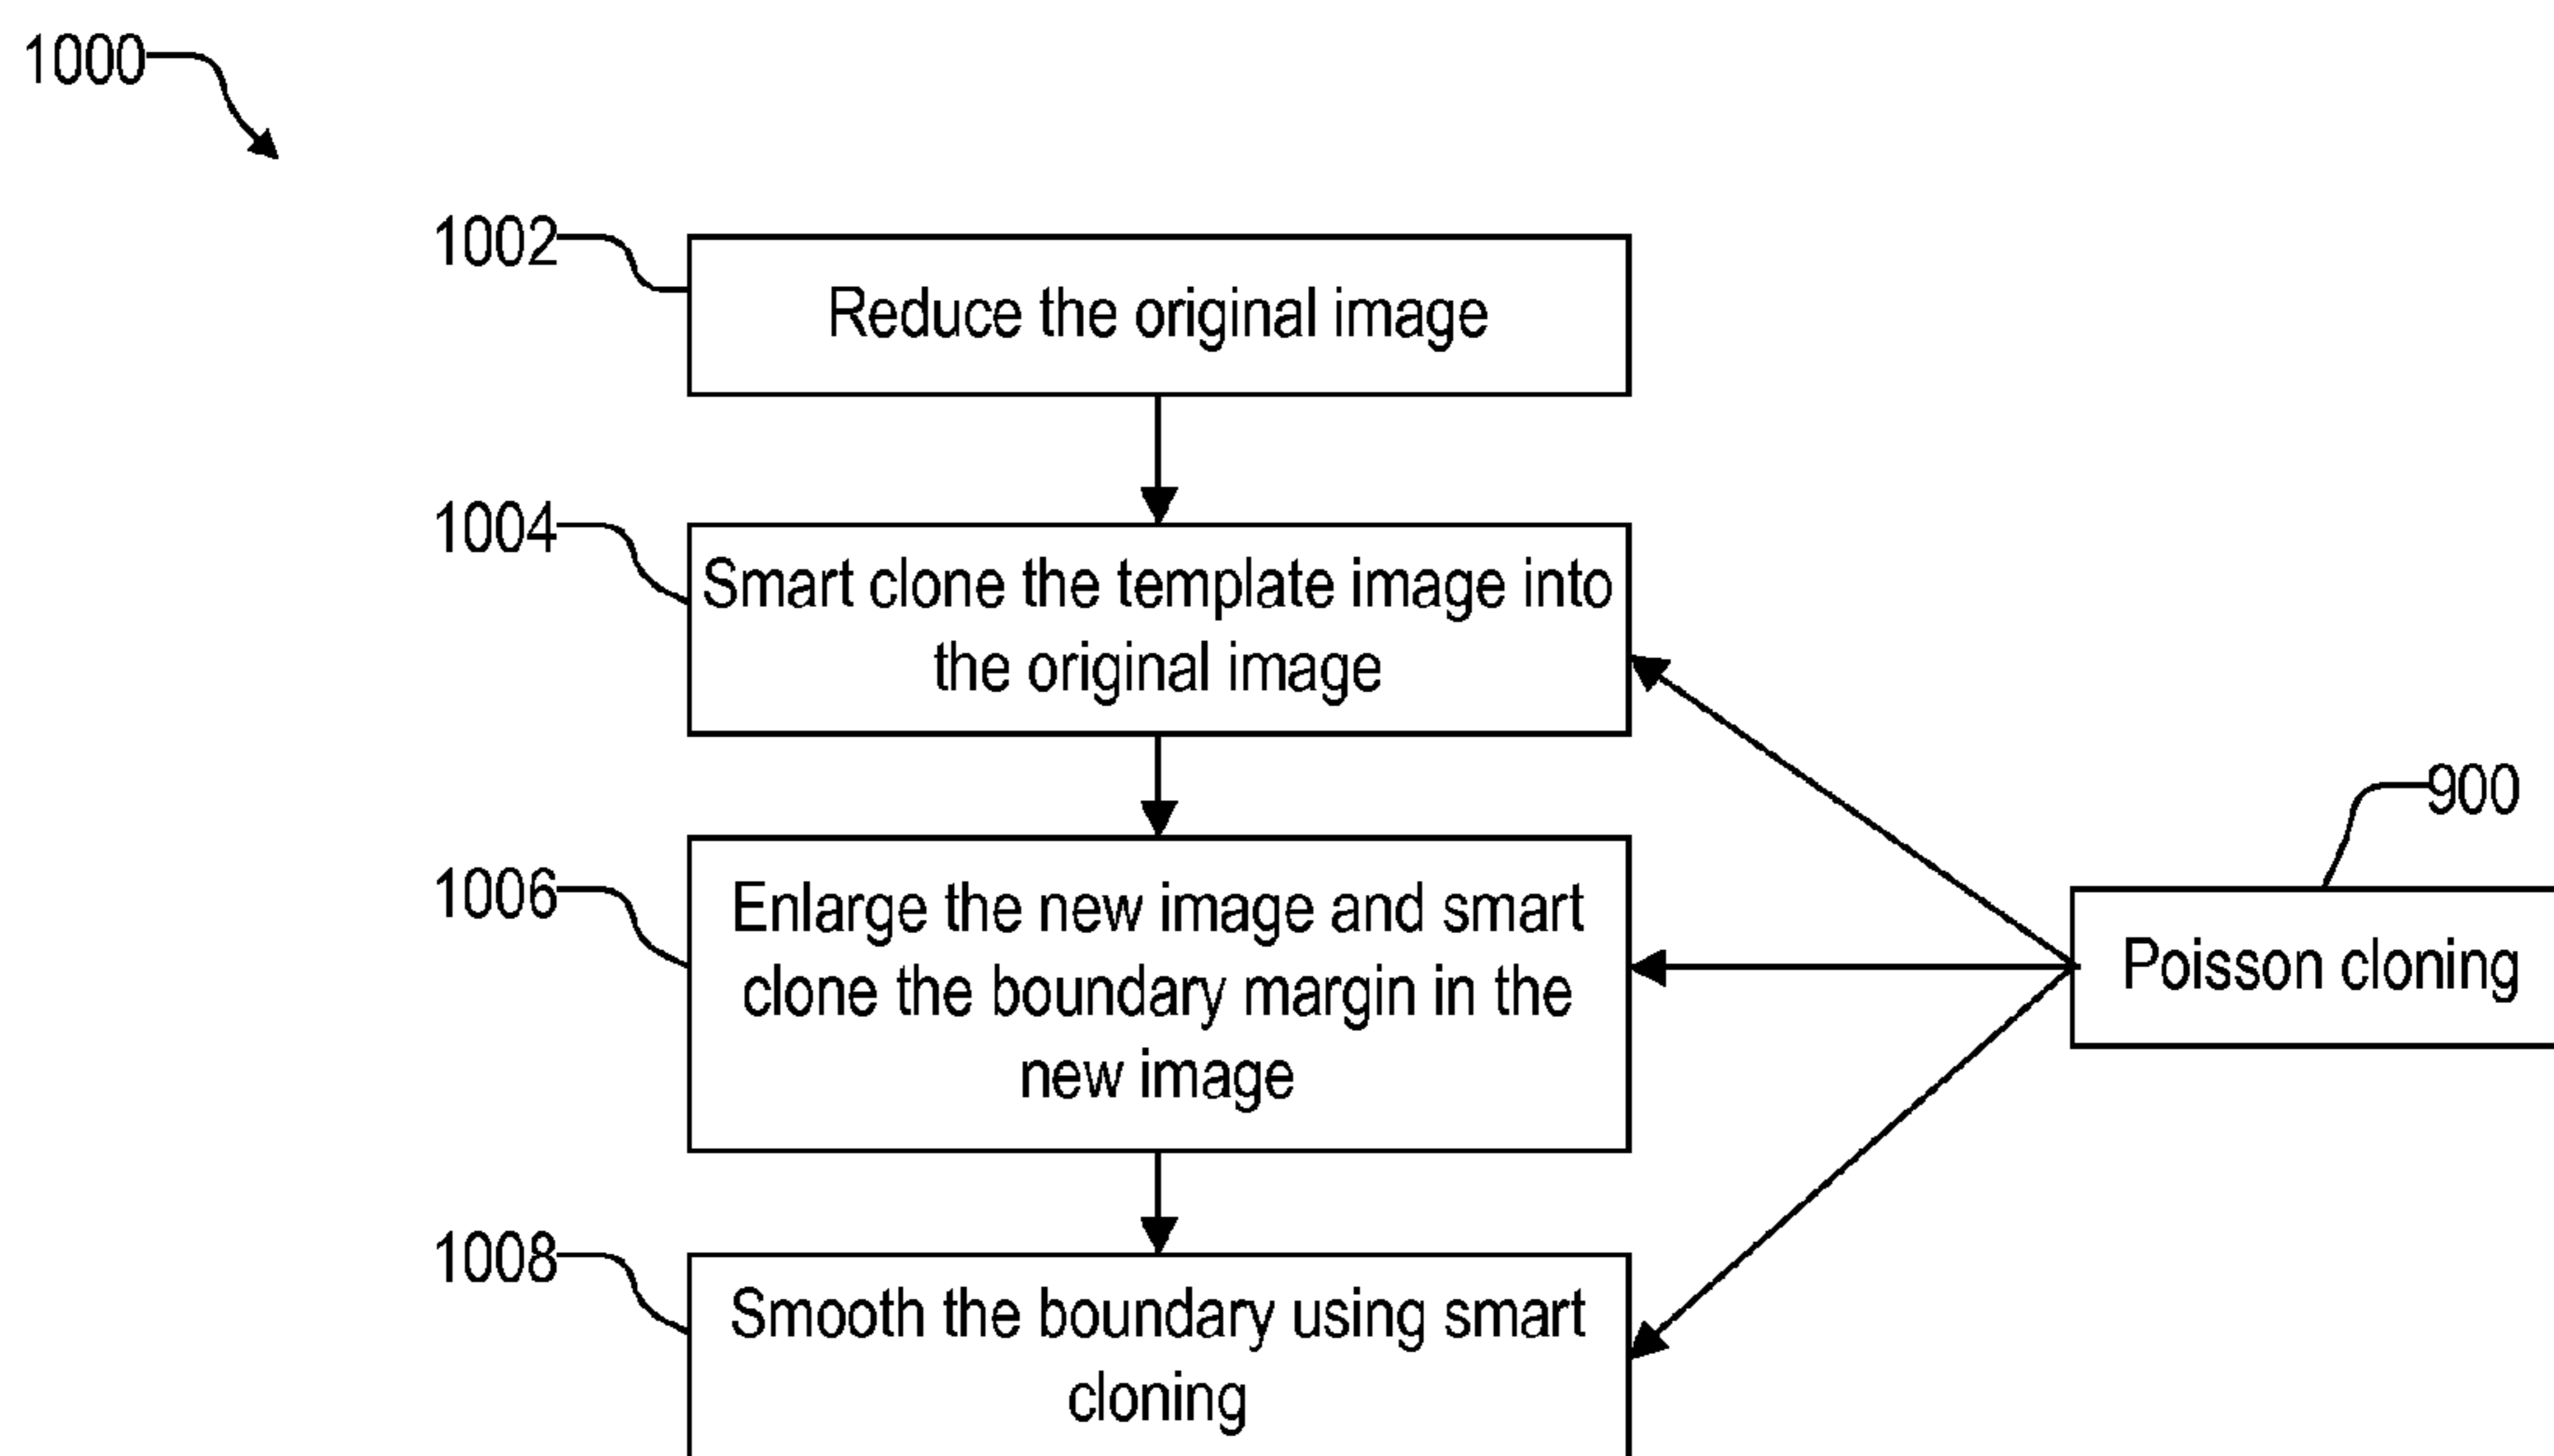 1000
1002
Reduce the original image
1004
Smart clone the template image into
the original image
900
1006
Enlarge the new image and smart
clone the boundary margin in the
new image
Poisson cloning
1008
Smooth the boundary using smart
cloning